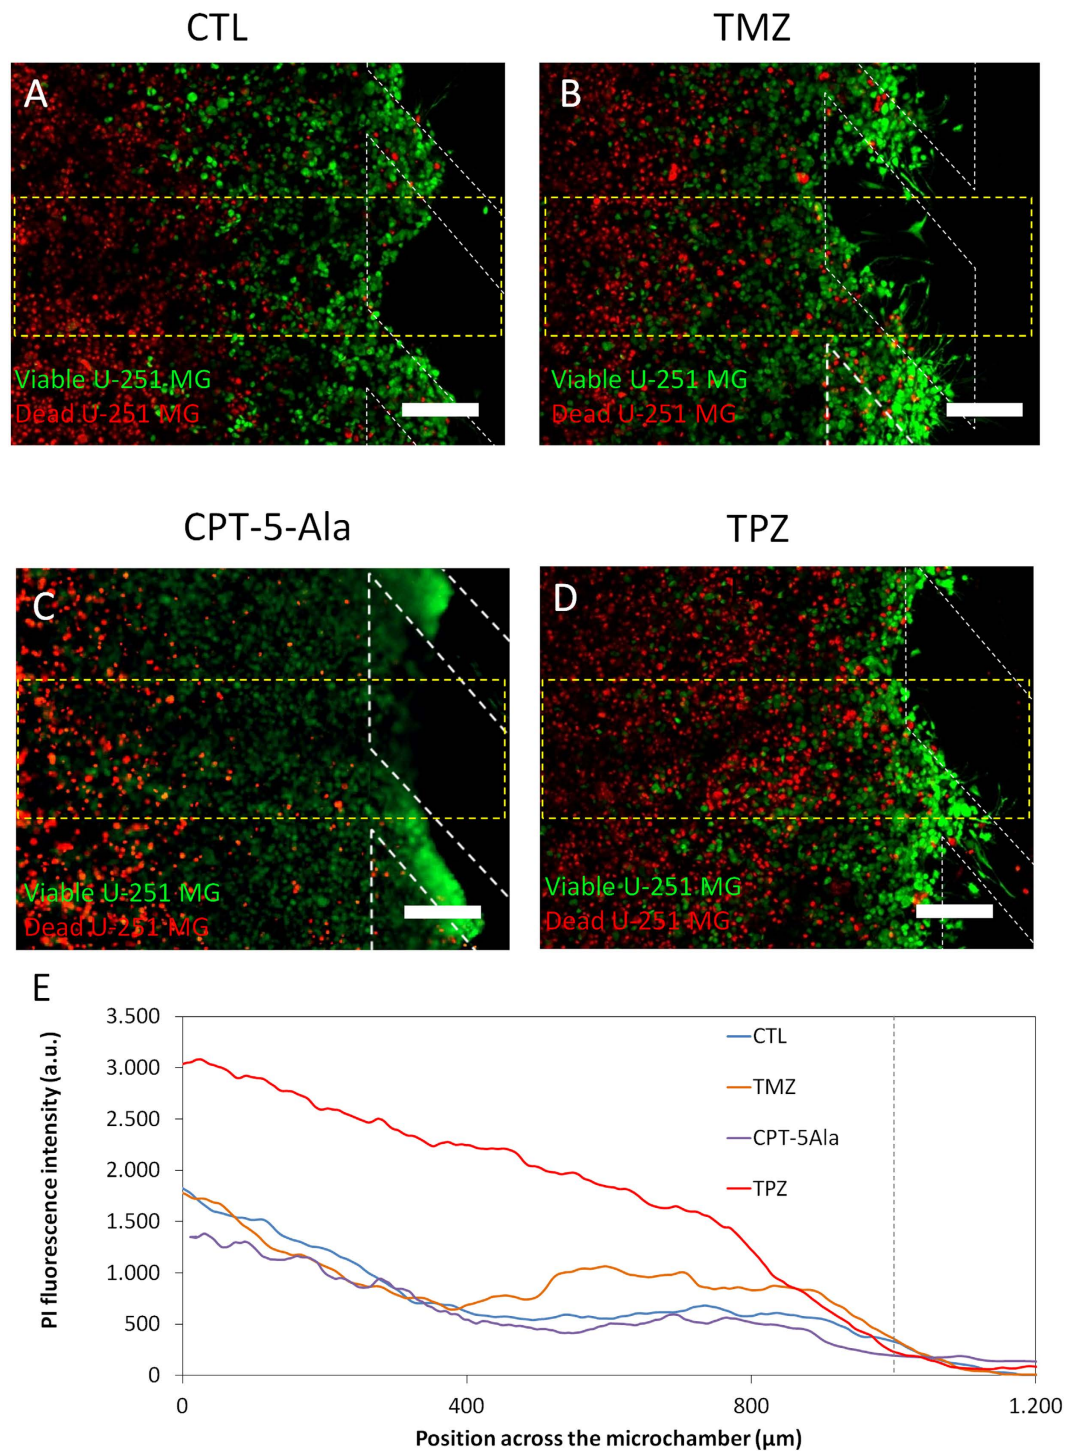 CTL
TMZ
A
B
Viable U-251 MG
Dead U-251 MG
Viable U-251 MG
Dead U-251 MG
CPT-5-Ala
TPZ
C
D
Viable U-251 MG
Dead U-251 MG
Viable U-251 MG
Dead U-251 MG
E
PI fluorescence intensity (a.u.)
3.500
3.000
2.500
2.000
1.500
1.000
500
0
CTL
TMZ
CPT-5Ala
TPZ
0
400
800
1.200
Position across the microchamber (µm)